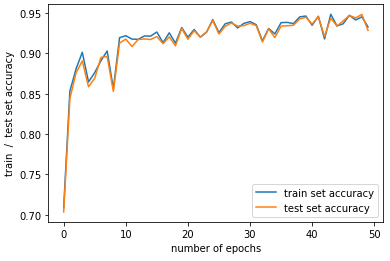 0.95
0.90
0.85
0.80
0.75
0.70
train / test set accuracy
train set accuracy
test set accuracy
0 10 20 30 40 50
number of epochs